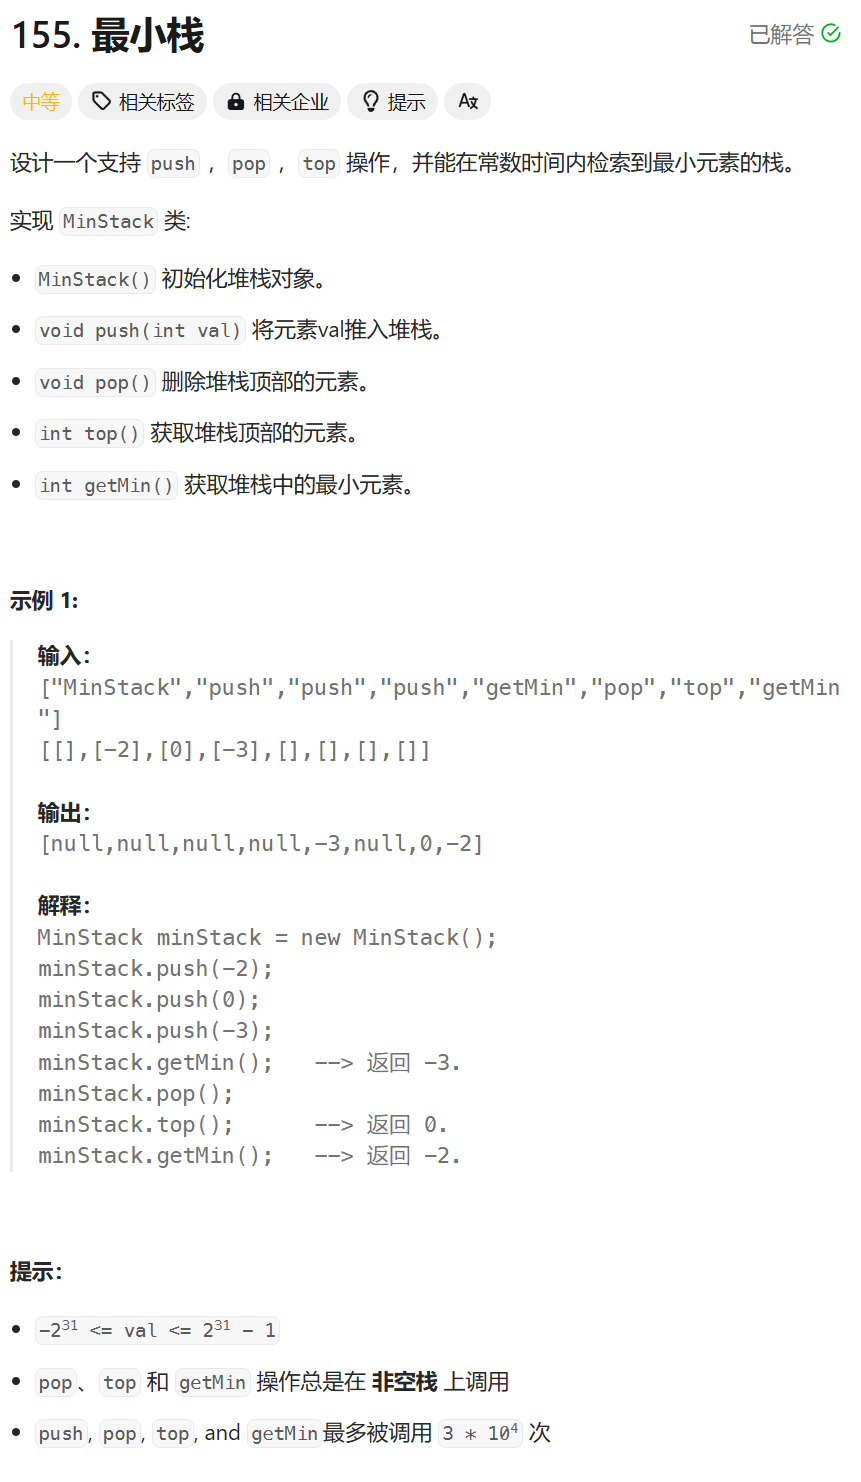 155. 最小栈
已解答
中等 相关标签 相关企业 提示
设计一个支持 push ，pop ，top 操作，并能在常数时间内检索到最小元素的栈。
实现 MinStack 类:
• MinStack() 初始化堆栈对象。
• void push(int val) 将元素val推入堆栈。
• void pop() 删除堆栈顶部的元素。
• int top() 获取堆栈顶部的元素。
• int getMin() 获取堆栈中的最小元素。
示例 1:
输入：
["MinStack","push","push","push","getMin","pop","top","getMin
"]
[[],[-2],[0],[-3],[],[],[],[]]
输出：
[null,null,null,null,-3,null,0,-2]
解释：
MinStack minStack = new MinStack();
minStack.push(-2);
minStack.push(0);
minStack.push(-3);
minStack.getMin();   --> 返回 -3.
minStack.pop();
minStack.top();      --> 返回 0.
minStack.getMin();   --> 返回 -2.
提示：
• -2³¹ <= val <= 2³¹ - 1
• pop、top 和 getMin 操作总是在 非空栈 上调用
• push, pop, top, and getMin最多被调用 3 * 10⁴ 次